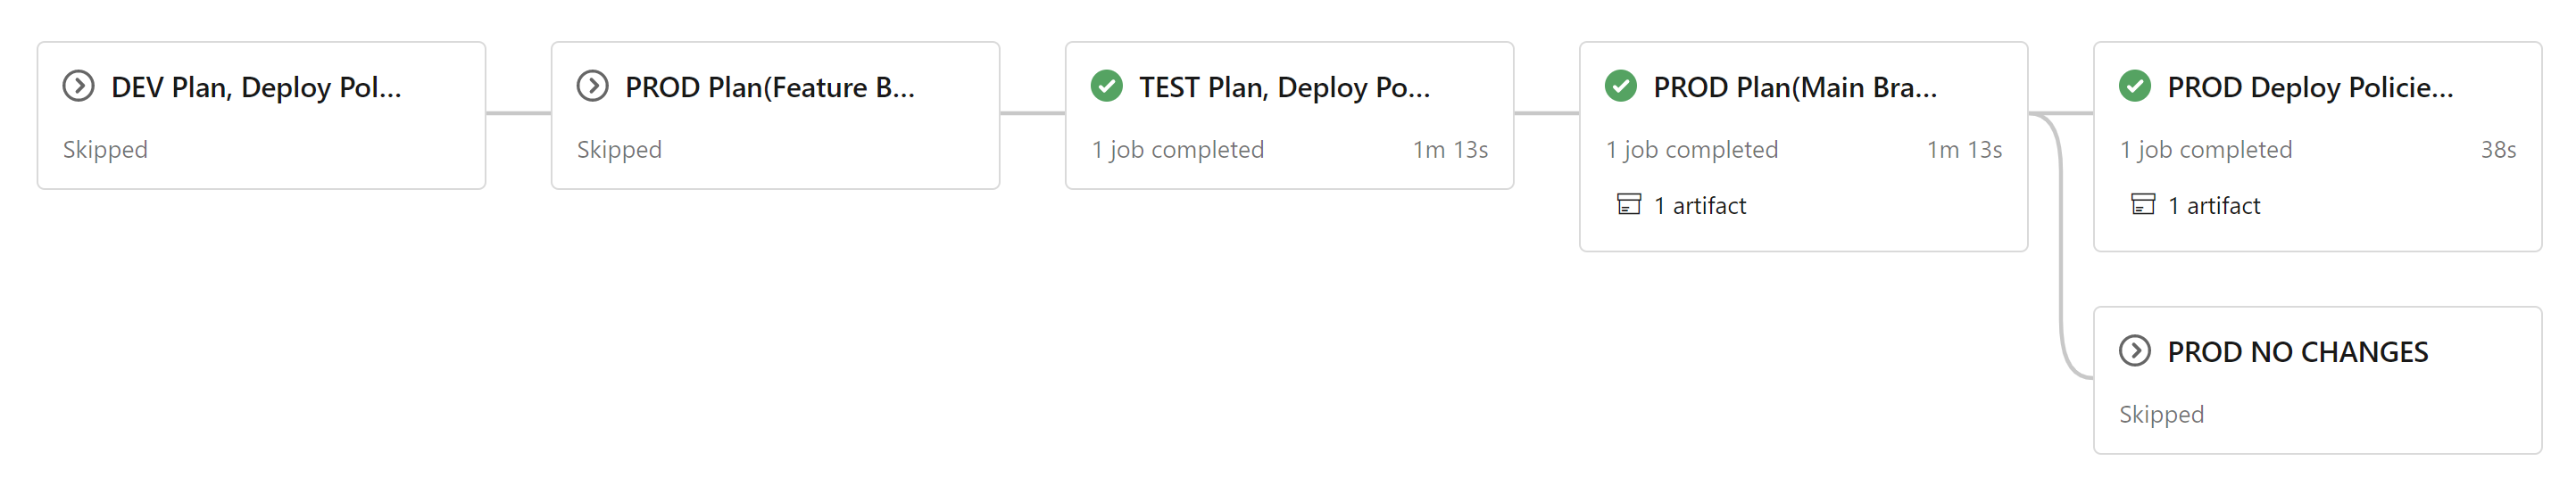 DEV Plan, Deploy Pol...
Skipped
PROD Plan(Feature B...
Skipped
TEST Plan, Deploy Po...
1 job completed 1m 13s
PROD Plan(Main Bra...
1 job completed 1m 13s
1 artifact
PROD Deploy Policie...
1 job completed 38s
1 artifact
PROD NO CHANGES
Skipped